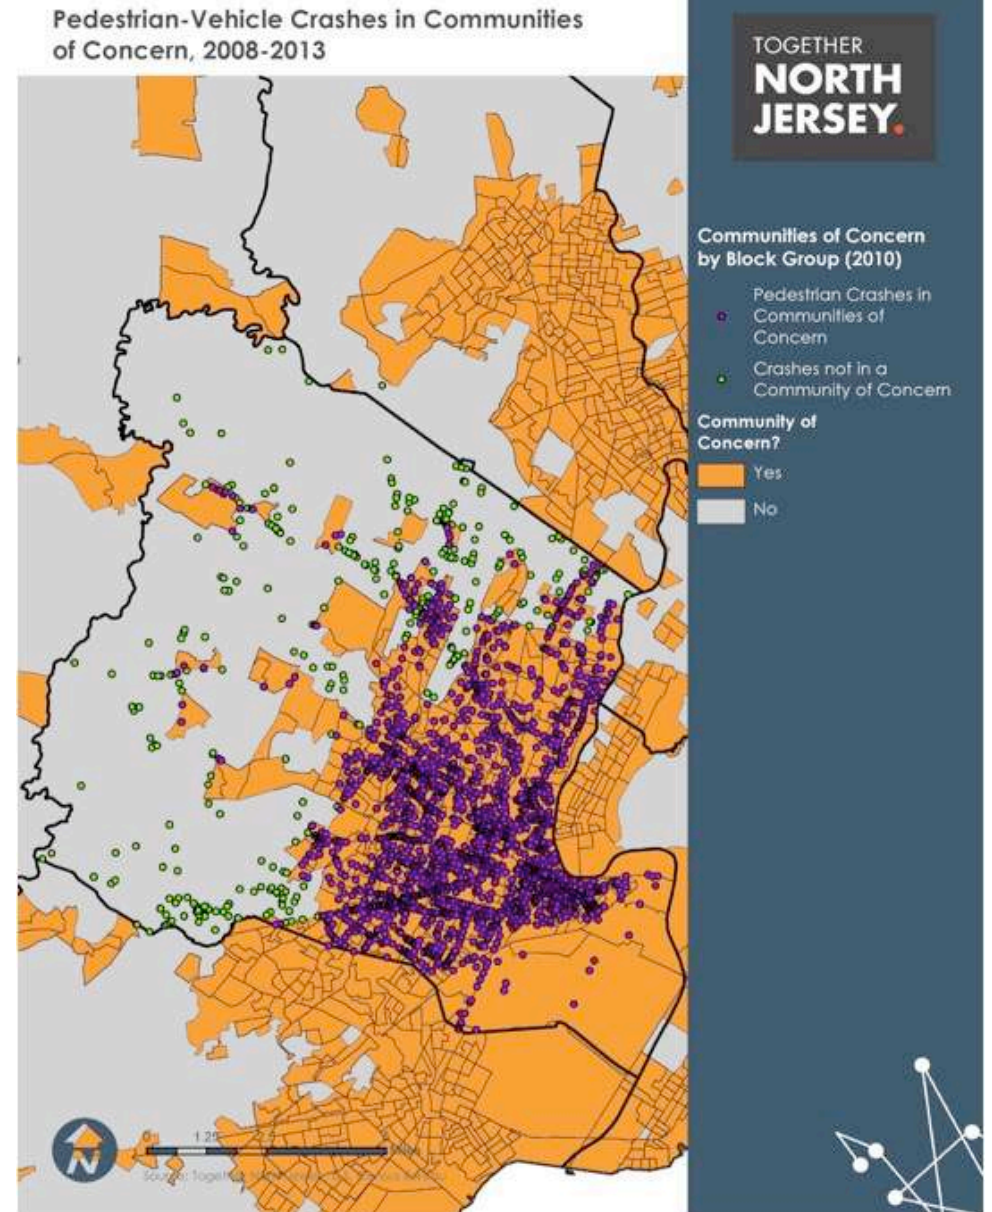 Pedestrian-Vehicle Crashes in Communities
of Concern, 2008-2013
TOGETHER
NORTH
JERSEY.
Communities of Concern
by Block Group (2010)
Pedestrian Crashes in
Communities of
Concern
Crashes not in a
Community of Concern
Community of
Concern?
Yes
No
N
0 1.25
Source: